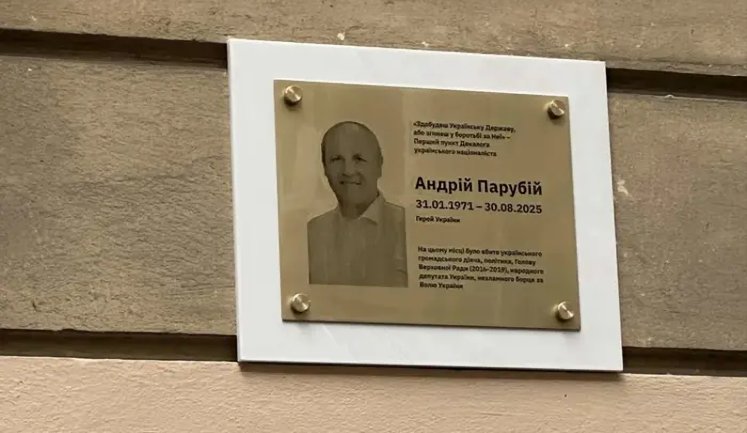 «Здобудеш Українську Державу,
або згинеш у боротьбі за Неї» –
Перший пункт Декалога
українського націоналіста
Андрій Парубій
31.01.1971 – 30.08.2025
Герой України
На цьому місці було вбито українського
громадського діяча, політика, Голову
Верховної Ради (2016-2019), народного
депутата України, незламного борця за
Волю України